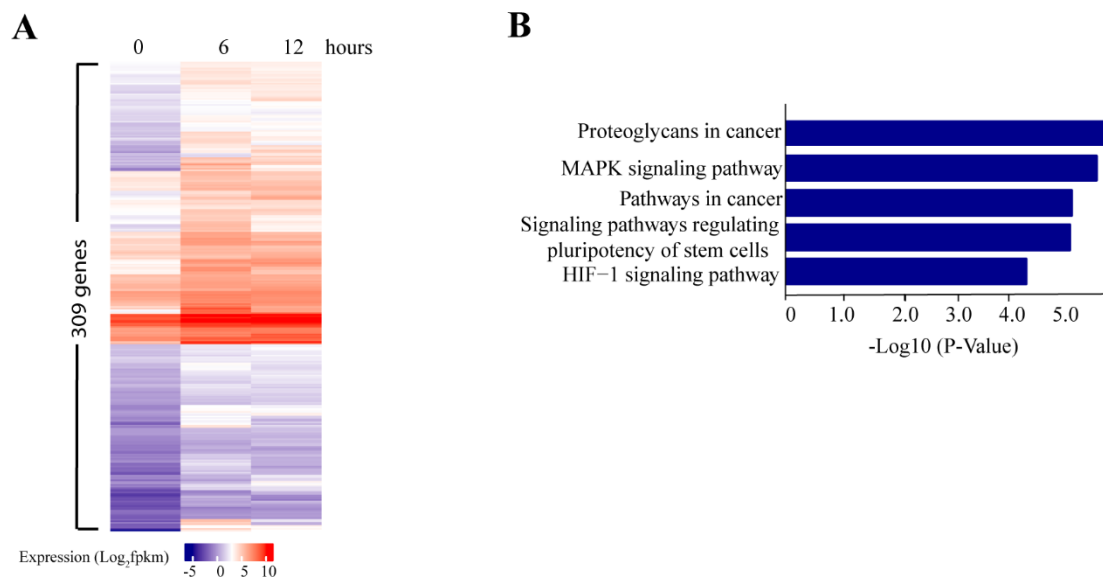 A
0 6 12 hours
309 genes
Expression (Log2fpkm)
-5 0 5 10
B
Proteoglycans in cancer
MAPK signaling pathway
Pathways in cancer
Signaling pathways regulating
pluripotency of stem cells
HIF−1 signaling pathway
0 1.0 2.0 3.0 4.0 5.0
-Log10 (P-Value)